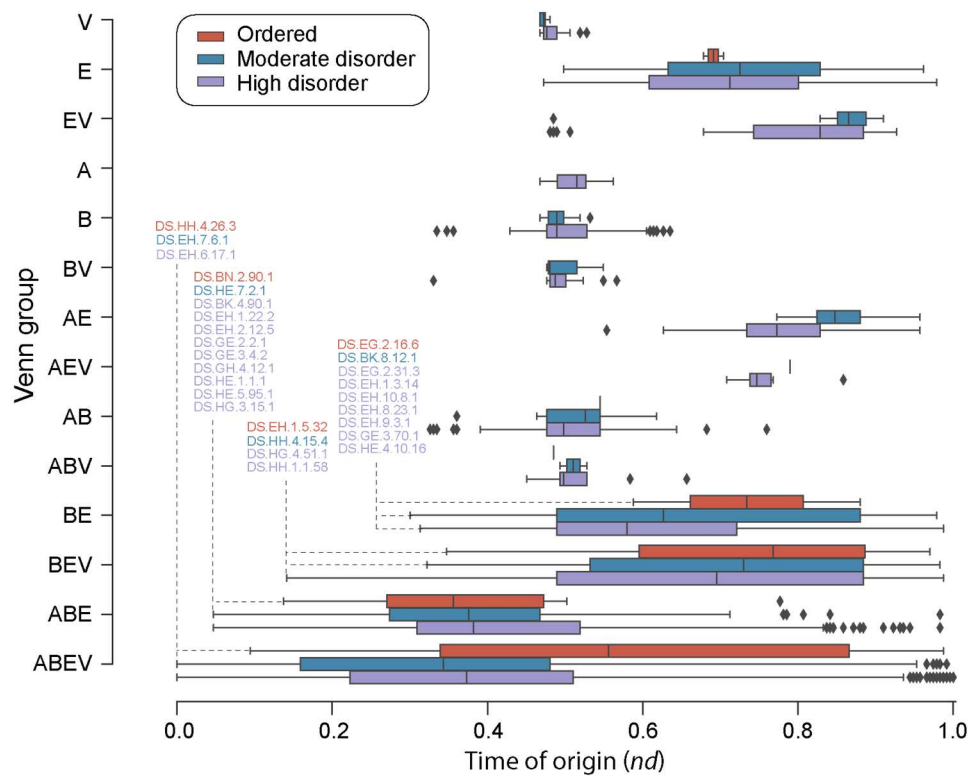 Ordered
Moderate disorder
High disorder
V
E
EV
A
B
BV
AE
AEV
AB
ABV
BE
BEV
ABE
ABEV
Venn group
DS.HH.4.26.3
DS.EH.7.6.1
DS.EH.6.17.1
DS.BN.2.90.1
DS.HE.7.2.1
DS.BK.4.90.1
DS.EH.1.22.2
DS.EH.2.12.5
DS.GE.2.2.1
DS.GE.3.4.2
DS.GH.4.12.1
DS.HE.1.1.1
DS.HE.5.95.1
DS.HG.3.15.1
DS.EH.1.5.32
DS.HH.4.15.4
DS.HG.4.51.1
DS.HH.1.1.58
DS.EG.2.16.6
DS.BK.8.12.1
DS.EG.2.31.3
DS.EH.1.3.14
DS.EH.10.8.1
DS.EH.8.23.1
DS.EH.9.3.1
DS.GE.3.70.1
DS.HE.4.10.16
0.0 0.2 0.4 0.6 0.8 1.0
Time of origin (nd)